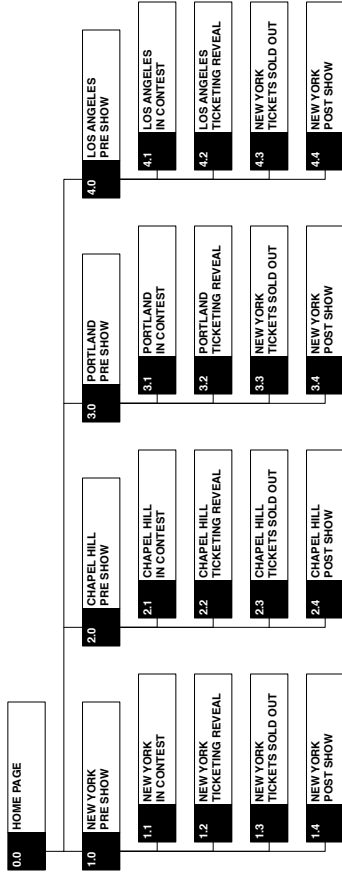 0.0
HOME PAGE
1.0
NEW YORK
PRE SHOW
1.1
NEW YORK
IN CONTEST
1.2
NEW YORK
TICKETING REVEAL
1.3
NEW YORK
TICKETS SOLD OUT
1.4
NEW YORK
POST SHOW
2.0
CHAPEL HILL
PRE SHOW
2.1
CHAPEL HILL
IN CONTEST
2.2
CHAPEL HILL
TICKETING REVEAL
2.3
CHAPEL HILL
TICKETS SOLD OUT
2.4
CHAPEL HILL
POST SHOW
3.0
PORTLAND
PRE SHOW
3.1
PORTLAND
IN CONTEST
3.2
PORTLAND
TICKETING REVEAL
3.3
NEW YORK
TICKETS SOLD OUT
3.4
NEW YORK
POST SHOW
4.0
LOS ANGELES
PRE SHOW
4.1
LOS ANGELES
IN CONTEST
4.2
LOS ANGELES
TICKETING REVEAL
4.3
NEW YORK
TICKETS SOLD OUT
4.4
NEW YORK
POST SHOW